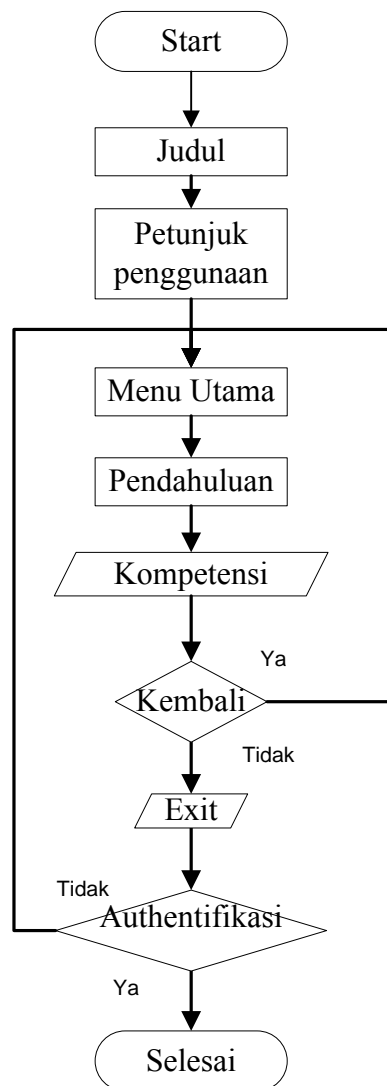 Start
Judul
Petunjuk
penggunaan
Menu Utama
Pendahuluan
Kompetensi
Ya
Kembali
Tidak
Exit
Tidak
Authentifikasi
Ya
Selesai